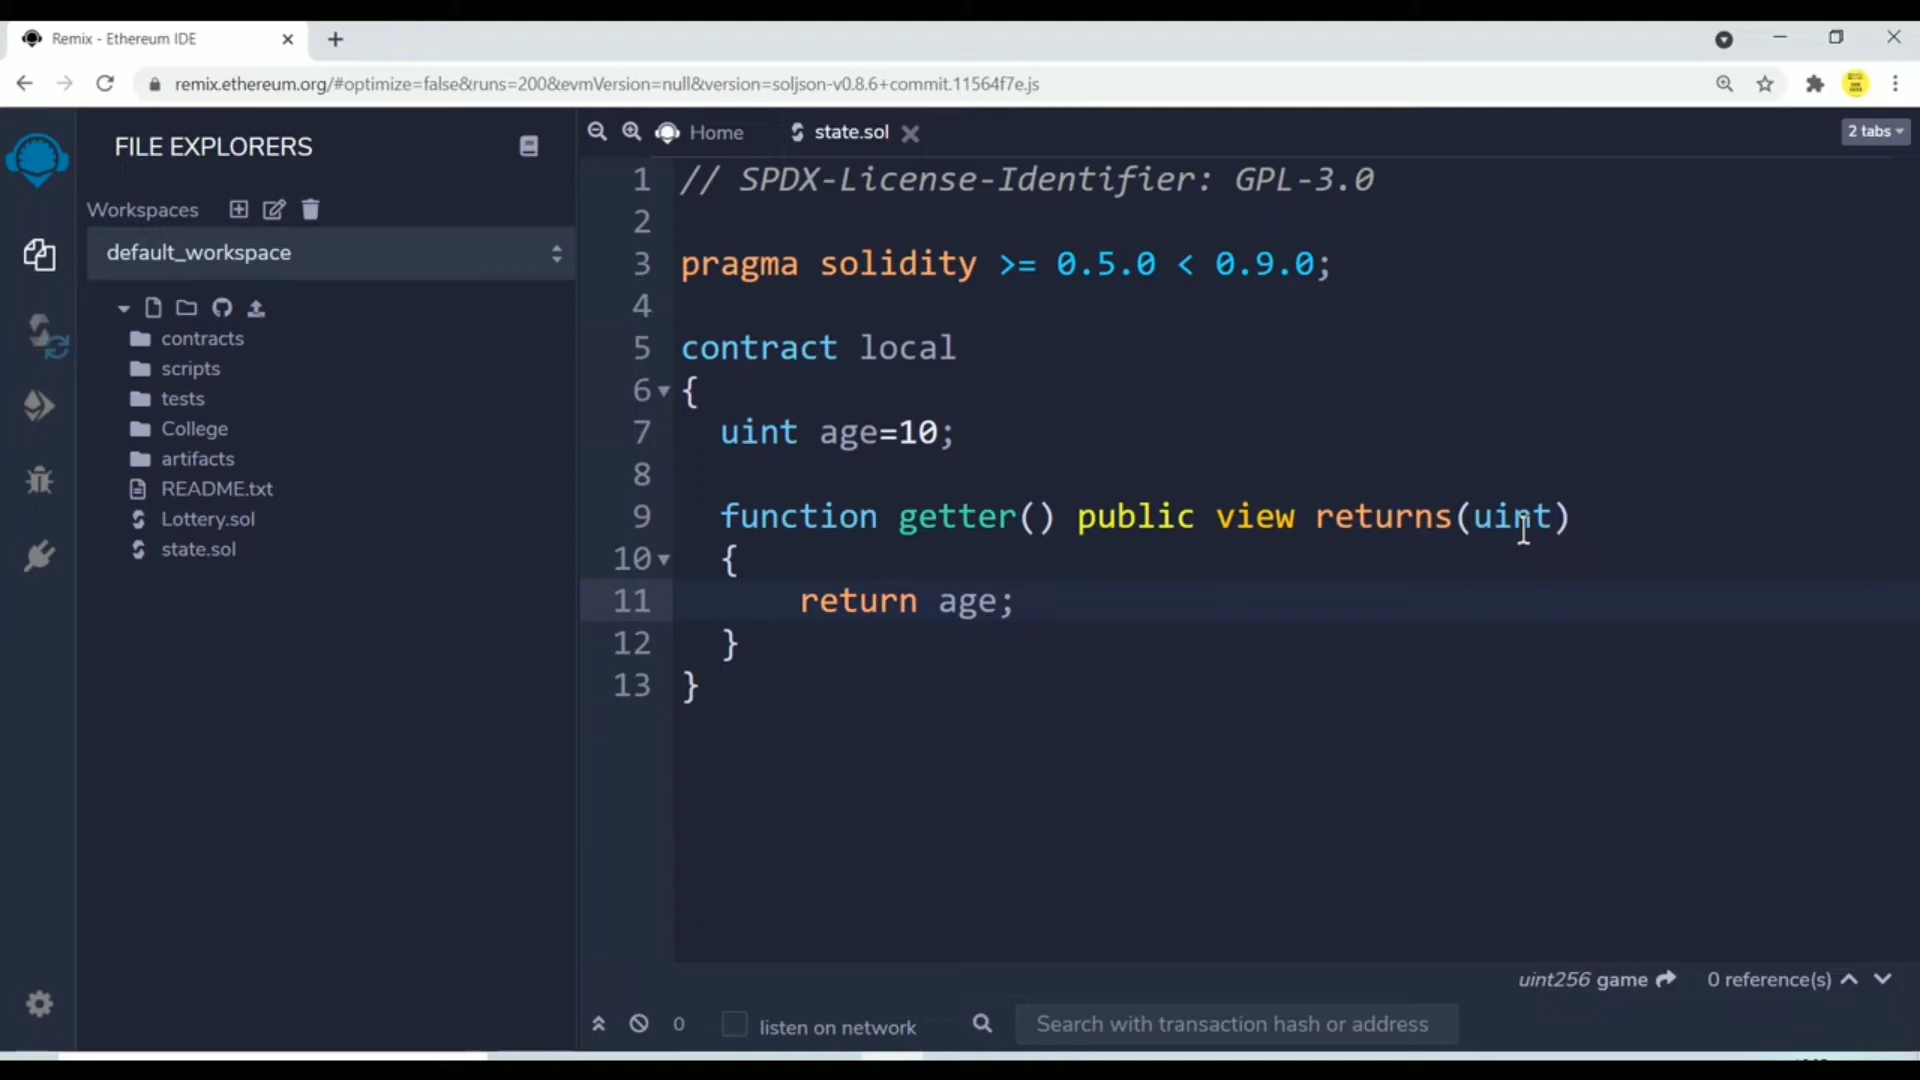 Remix - Ethereum IDE
remix.ethereum.org/#optimize=false&runs=200&evmVersion=null&version=soljson-v0.8.6+commit.11564f7e.js
FILE EXPLORERS
Workspaces
default_workspace
contracts
scripts
tests
College
artifacts
README.txt
Lottery.sol
state.sol
Home
state.sol
2 tabs
1 // SPDX-License-Identifier: GPL-3.0
2
3 pragma solidity >= 0.5.0 < 0.9.0;
4
5 contract local
6 {
7 uint age=10;
8
9 function getter() public view returns(uint)
10 {
11 return age;
12 }
13 }
uint256 game 0 reference(s)
0 listen on network Search with transaction hash or address